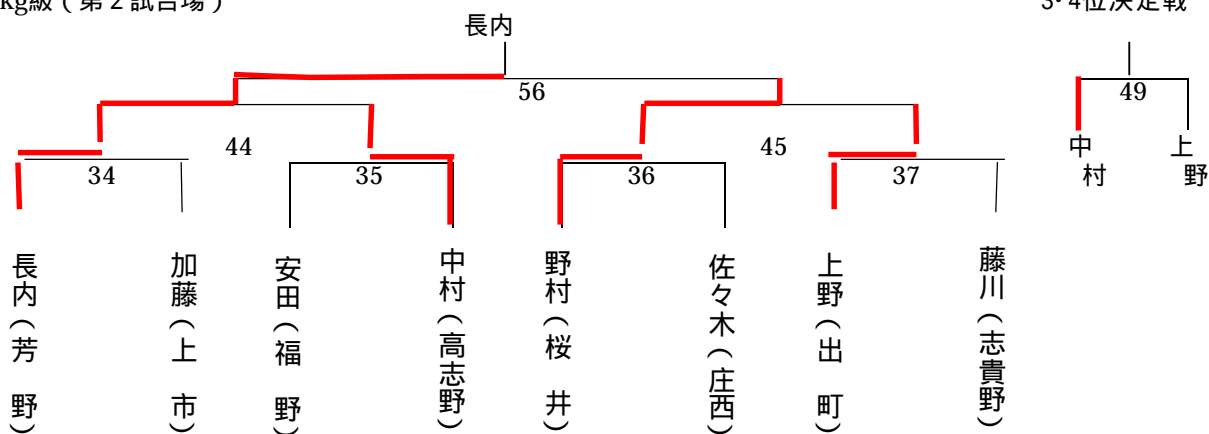 kg級（第２試合場）
3・4位決定戦
長内
56
49
44
45
34
35
36
37
中村
上野
長内（芳野）
加藤（上市）
安田（福野）
中村（高志野）
野村（桜井）
佐々木（庄西）
上野（出町）
藤川（志貴野）